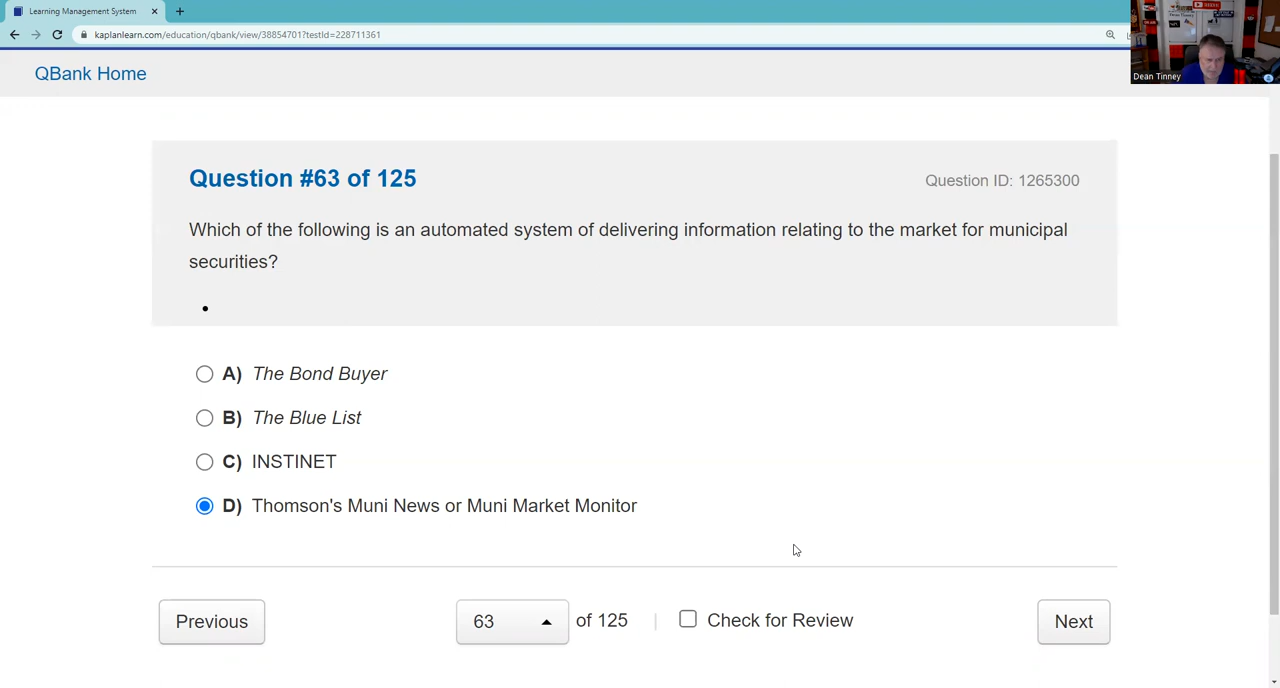 Learning Management System
kaplanlearn.com/education/qbank/view/38854701?testId=228711361
Dean Tinney
QBank Home
Question #63 of 125
Question ID: 1265300
Which of the following is an automated system of delivering information relating to the market for municipal
securities?
A) The Bond Buyer
B) The Blue List
C) INSTINET
D) Thomson's Muni News or Muni Market Monitor
Previous
63
of 125
Check for Review
Next